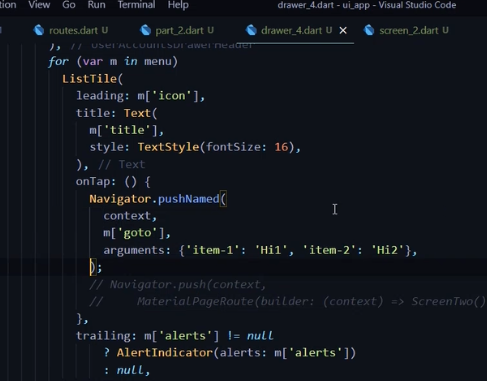 View Go Run Terminal Help drawer_4.dart - ui_app - Visual Studio Code
routes.dart U part_2.dart U drawer_4.dart U × screen_2.dart U
), // UserAccountsDrawerHeader
for (var m in menu)
ListTile(
leading: m['icon'],
title: Text(
m['title'],
style: TextStyle(fontSize: 16),
), // Text
onTap: () {
Navigator.pushNamed(
context,
m['goto'],
arguments: {'item-1': 'Hi1', 'item-2': 'Hi2'},
);
// Navigator.push(context,
// MaterialPageRoute(builder: (context) => ScreenTwo()
},
trailing: m['alerts'] != null
? AlertIndicator(alerts: m['alerts'])
: null,